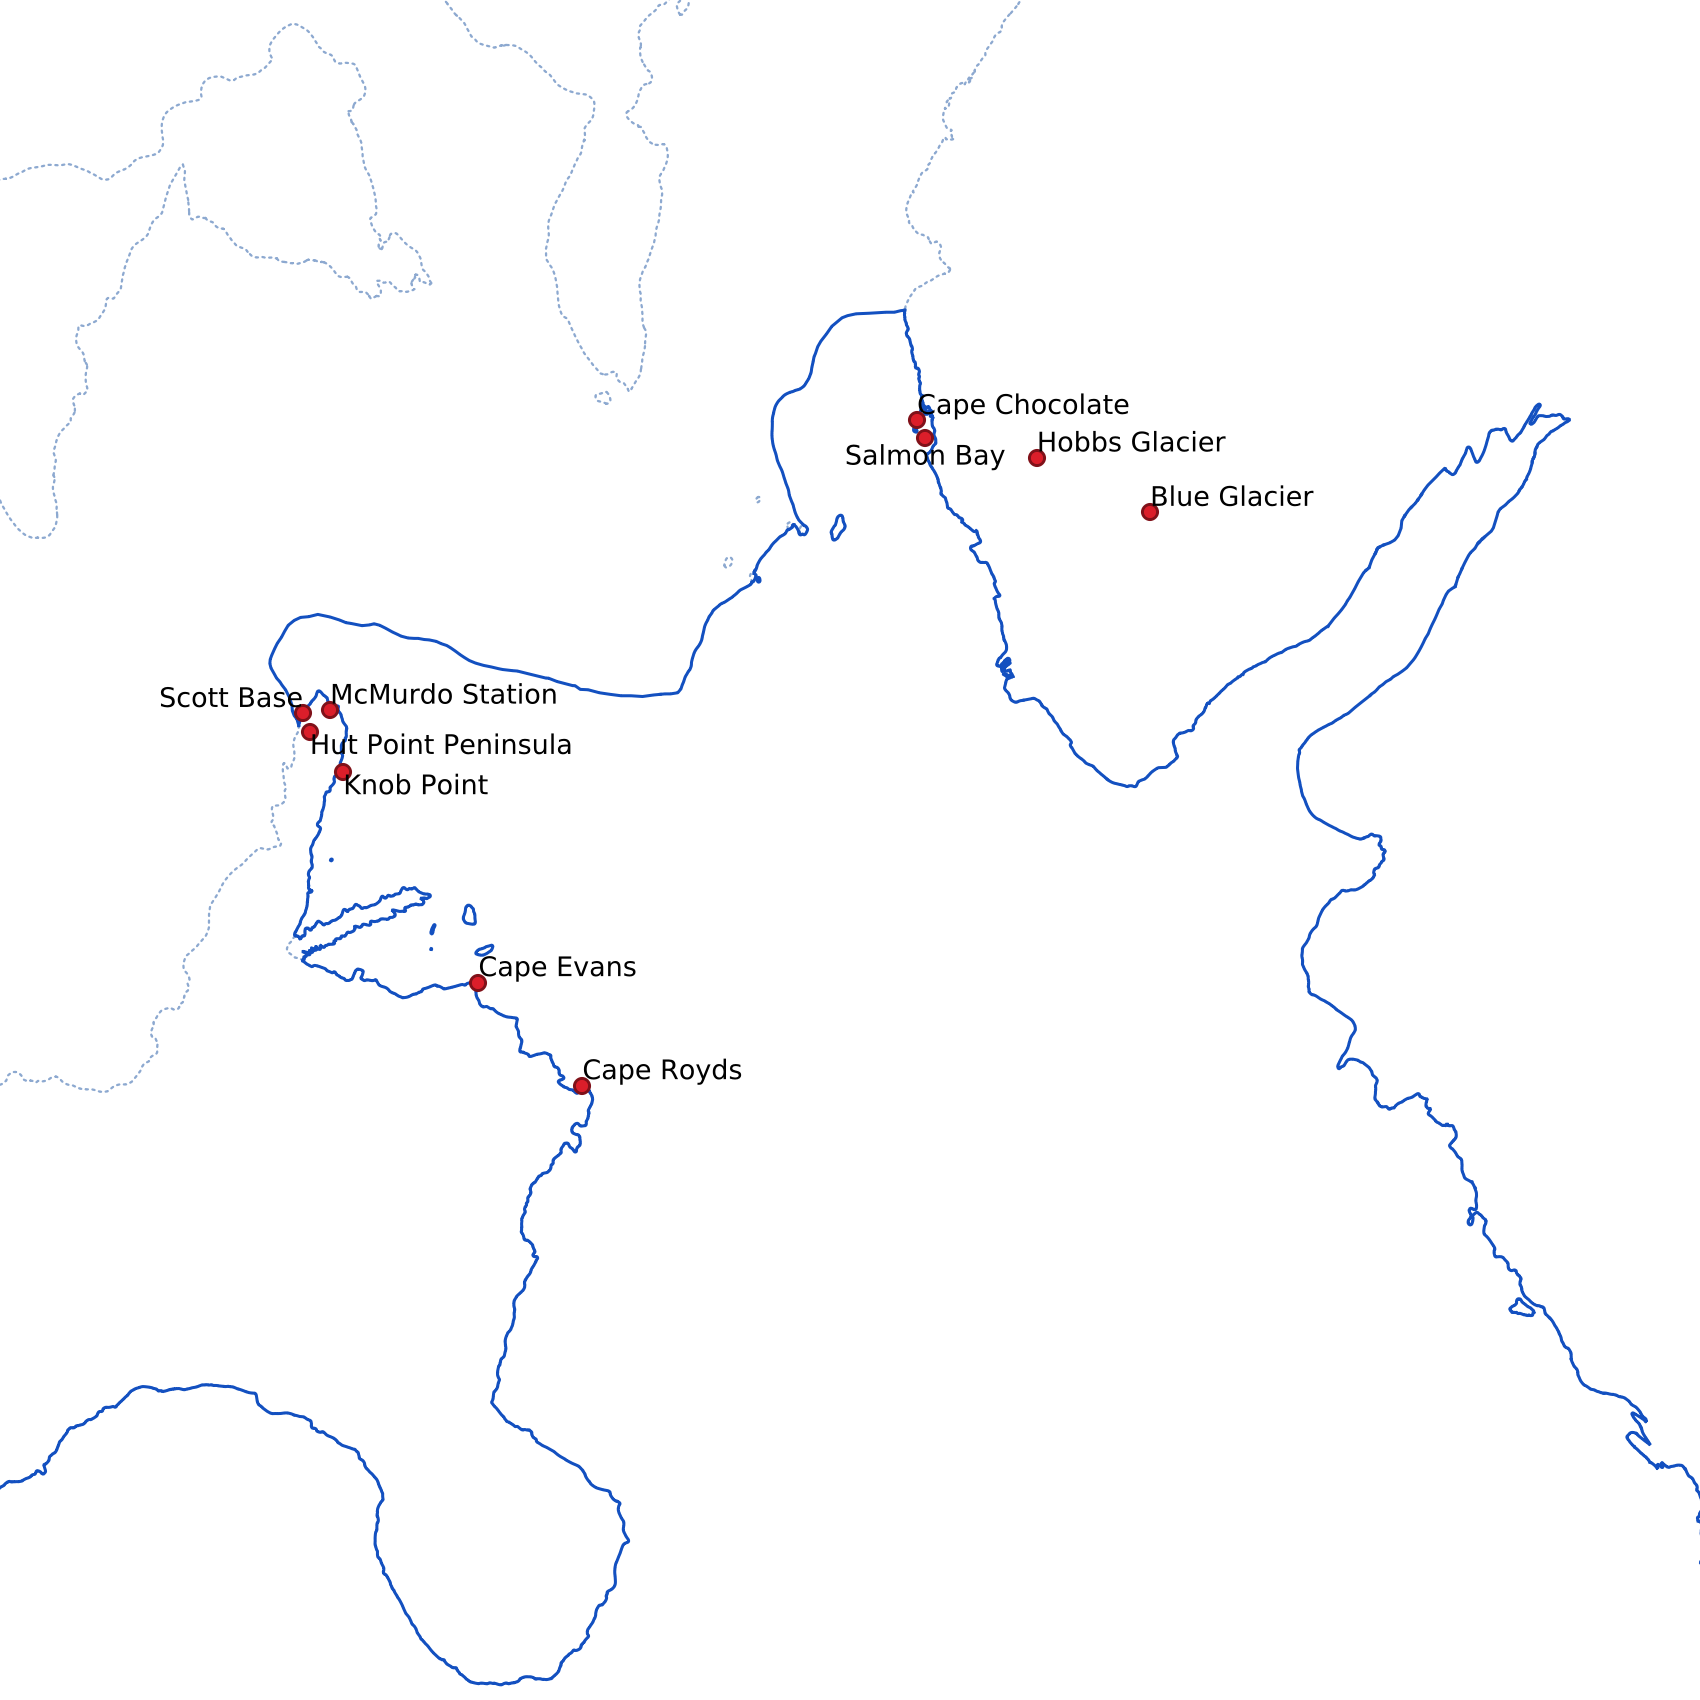 Cape Chocolate
Hobbs Glacier
Salmon Bay
Blue Glacier
Scott Base
McMurdo Station
Hut Point Peninsula
Knob Point
Cape Evans
Cape Royds